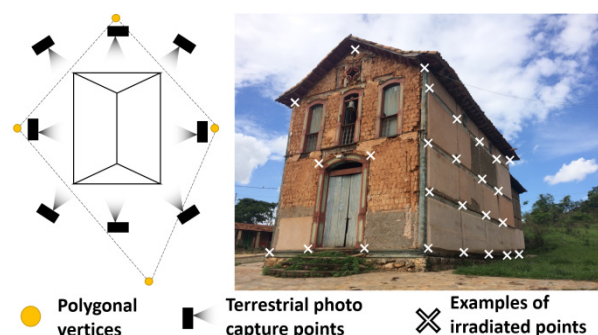 Polygonal
vertices
Terrestrial photo
capture points
Examples of
irradiated points